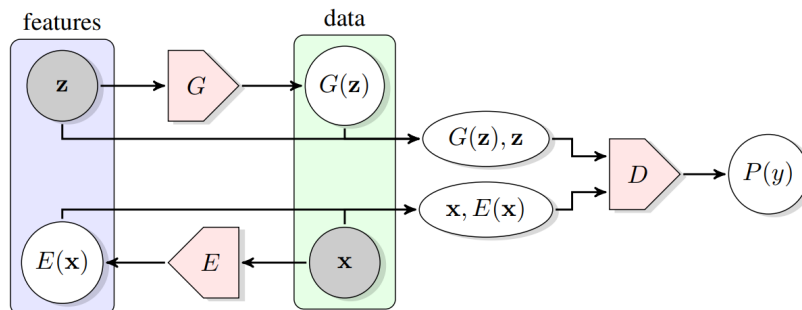 features
data
z
G
G(z)
G(z), z
D
P(y)
x, E(x)
E(x)
E
x